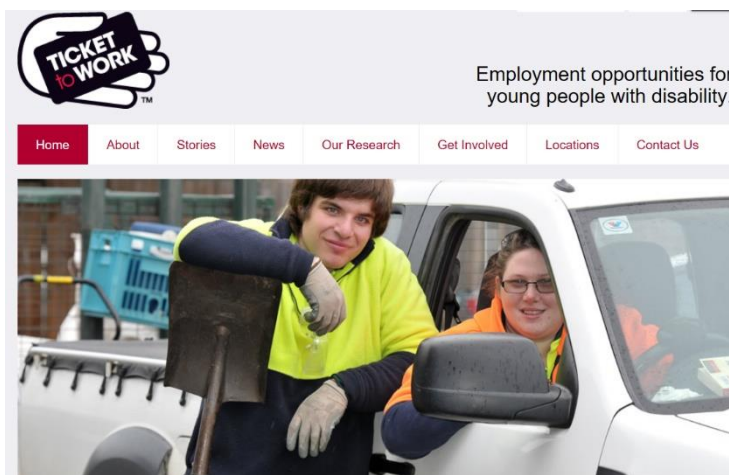 TICKET
to WORK
TM
Employment opportunities for
young people with disability.
Home About Stories News Our Research Get Involved Locations Contact Us